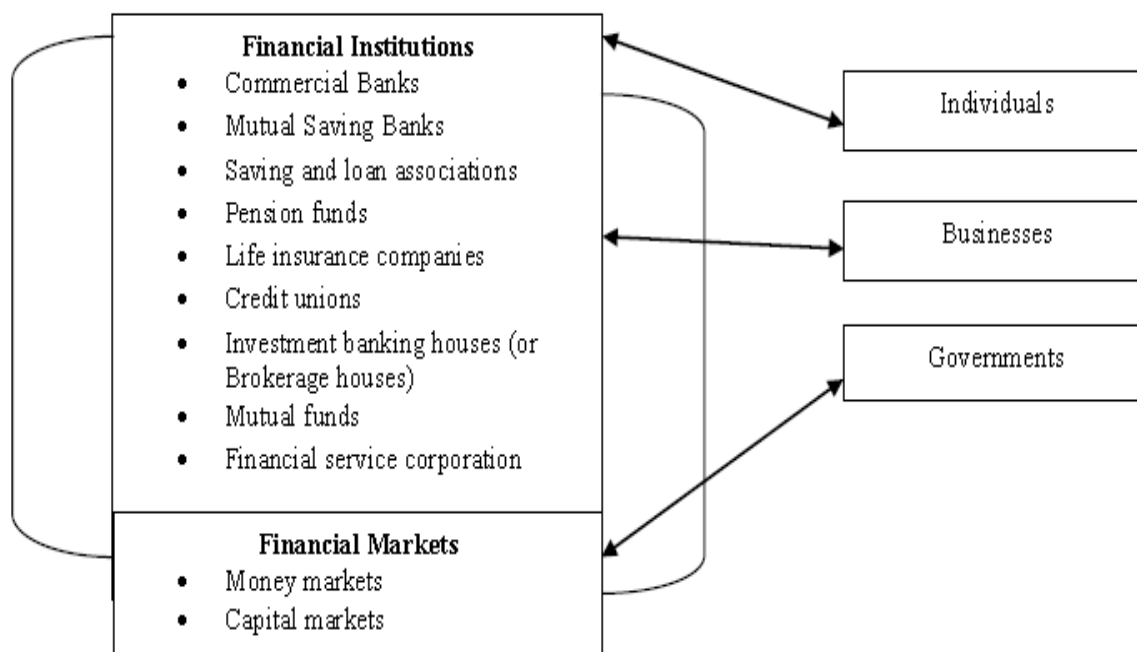 Financial Institutions
• Commercial Banks
• Mutual Saving Banks
• Saving and loan associations
• Pension funds
• Life insurance companies
• Credit unions
• Investment banking houses (or
Brokerage houses)
• Mutual funds
• Financial service corporation
Financial Markets
• Money markets
• Capital markets
Individuals
Businesses
Governments